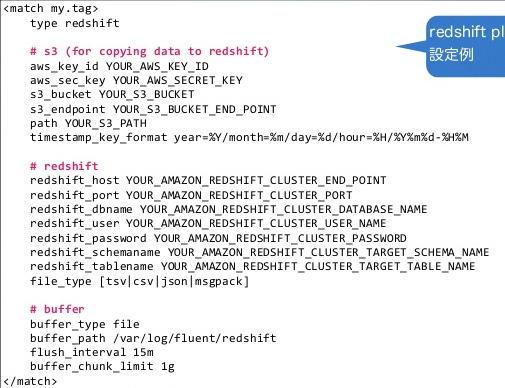 <match my.tag>
type redshift
# s3 (for copying data to redshift)
aws_key_id YOUR_AWS_KEY_ID
aws_sec_key YOUR_AWS_SECRET_KEY
s3_bucket YOUR_S3_BUCKET
s3_endpoint YOUR_S3_BUCKET_END_POINT
path YOUR_S3_PATH
timestamp_key_format year=%Y/month=%m/day=%d/hour=%H/%Y%m%d-%H%M
# redshift
redshift_host YOUR_AMAZON_REDSHIFT_CLUSTER_END_POINT
redshift_port YOUR_AMAZON_REDSHIFT_CLUSTER_PORT
redshift_dbname YOUR_AMAZON_REDSHIFT_CLUSTER_DATABASE_NAME
redshift_user YOUR_AMAZON_REDSHIFT_CLUSTER_USER_NAME
redshift_password YOUR_AMAZON_REDSHIFT_CLUSTER_PASSWORD
redshift_schemaname YOUR_AMAZON_REDSHIFT_CLUSTER_TARGET_SCHEMA_NAME
redshift_tablename YOUR_AMAZON_REDSHIFT_CLUSTER_TARGET_TABLE_NAME
file_type [tsv|csv|json|msgpack]
# buffer
buffer_type file
buffer_path /var/log/fluent/redshift
flush_interval 15m
buffer_chunk_limit 1g
</match>
redshift pl
設定例